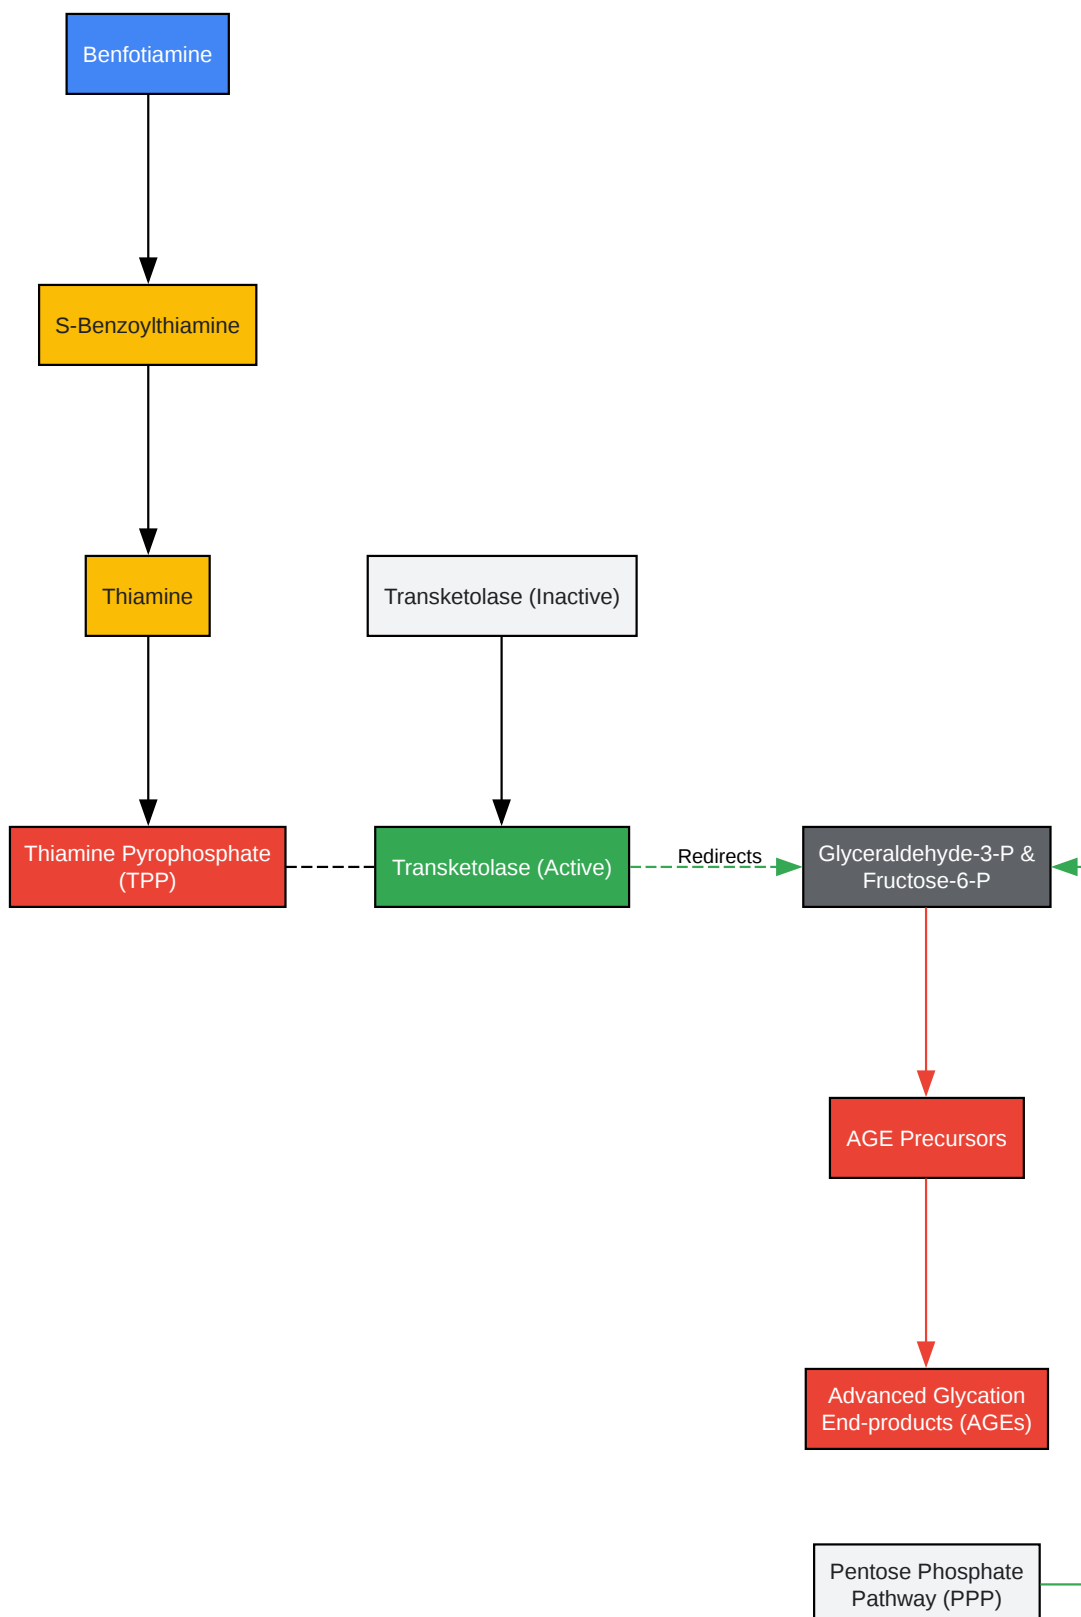 Benfotiamine
S-Benzoylthiamine
Thiamine
Transketolase (Inactive)
Thiamine Pyrophosphate
(TPP)
Transketolase (Active)
Redirects
Glyceraldehyde-3-P &
Fructose-6-P
AGE Precursors
Advanced Glycation
End-products (AGEs)
Pentose Phosphate
Pathway (PPP)